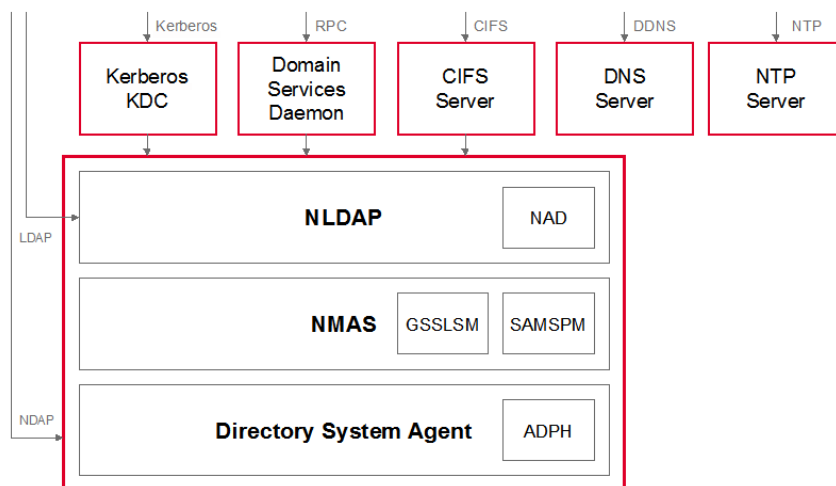 Kerberos
RPC
CIFS
DDNS
NTP
Kerberos
KDC
Domain
Services
Daemon
CIFS
Server
DNS
Server
NTP
Server
NLDAP
NAD
LDAP
NMAS
GSSLSM
SAMSPM
NDAP
Directory System Agent
ADPH